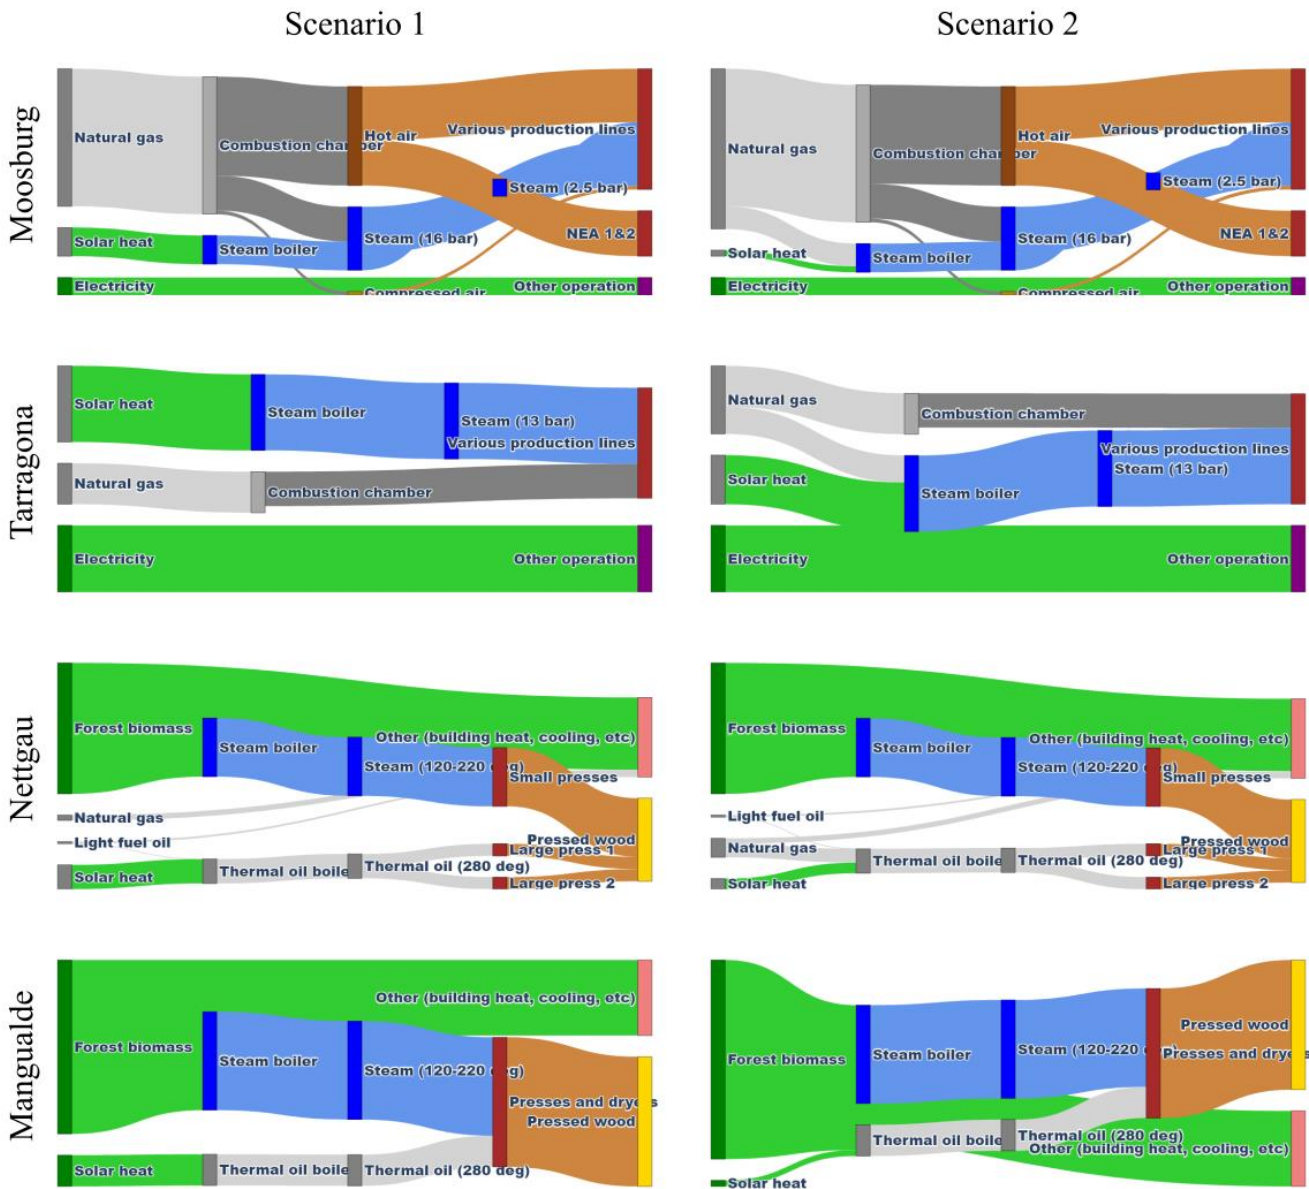 Scenario 1
Scenario 2
Moosburg
Natural gas
Combustion chamber
Hot air
Various production lines
Steam (2.5 bar)
Solar heat
Steam boiler
Steam (16 bar)
NEA 1&2
Electricity
Compressed air
Other operation
Natural gas
Combustion chamber
Hot air
Various production lines
Steam (2.5 bar)
Solar heat
Steam boiler
Steam (16 bar)
NEA 1&2
Electricity
Compressed air
Other operation
Tarragona
Solar heat
Steam boiler
Steam (13 bar)
Various production lines
Natural gas
Combustion chamber
Electricity
Other operation
Natural gas
Combustion chamber
Various production lines
Steam (13 bar)
Solar heat
Steam boiler
Electricity
Other operation
Nettgau
Forest biomass
Steam boiler
Other (building heat, cooling, etc)
Steam (120-220 deg)
Small presses
Natural gas
Light fuel oil
Pressed wood
Large press 1
Solar heat
Thermal oil boile
Thermal oil (280 deg)
Large press 2
Forest biomass
Steam boiler
Other (building heat, cooling, etc)
Steam (120-220 deg)
Small presses
Light fuel oil
Natural gas
Pressed wood
Large press 1
Thermal oil boile
Thermal oil (280 deg)
Solar heat
Large press 2
Mangualde
Other (building heat, cooling, etc)
Forest biomass
Steam boiler
Steam (120-220 deg)
Presses and dryers
Pressed wood
Solar heat
Thermal oil boile
Thermal oil (280 deg)
Pressed wood
Forest biomass
Steam boiler
Steam (120-220 deg)
Presses and dryers
Thermal oil boile
Thermal oil (280 deg)
Other (building heat, cooling, etc)
Solar heat